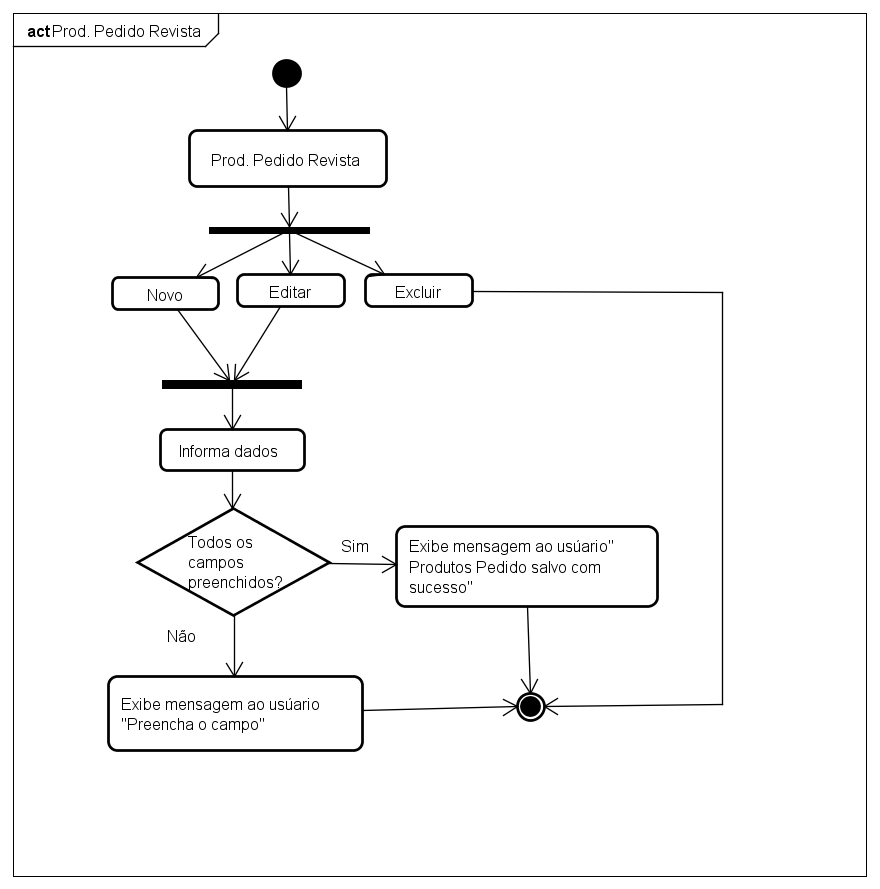 act Prod. Pedido Revista
Prod. Pedido Revista
Novo
Editar
Excluir
Informa dados
Todos os
campos
preenchidos?
Sim
Exibe mensagem ao usúario"
Produtos Pedido salvo com
sucesso"
Não
Exibe mensagem ao usúario
"Preencha o campo"